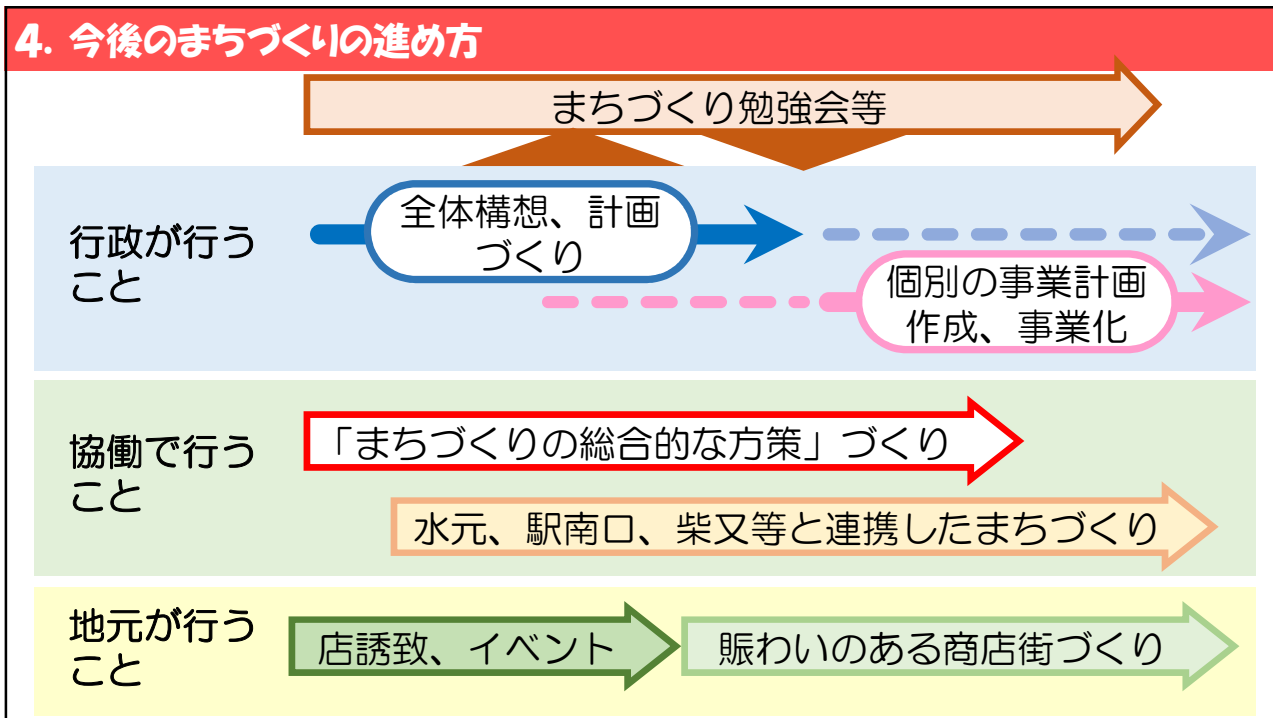 4. 今後のまちづくりの進め方
まちづくり勉強会等
行政が行う
こと
全体構想、計画
づくり
個別の事業計画
作成、事業化
協働で行う
こと
「まちづくりの総合的な方策」づくり
水元、駅南口、柴又等と連携したまちづくり
地元が行う
こと
店誘致、イベント
賑わいのある商店街づくり